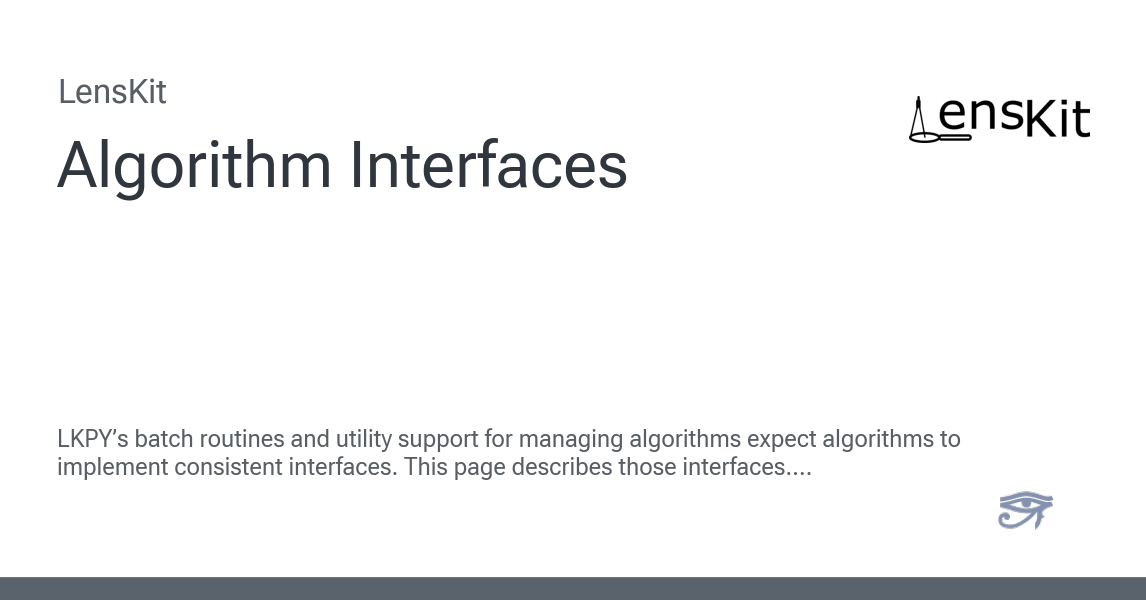 LensKit
LensKit
Algorithm Interfaces
LKPY’s batch routines and utility support for managing algorithms expect algorithms to
implement consistent interfaces. This page describes those interfaces....